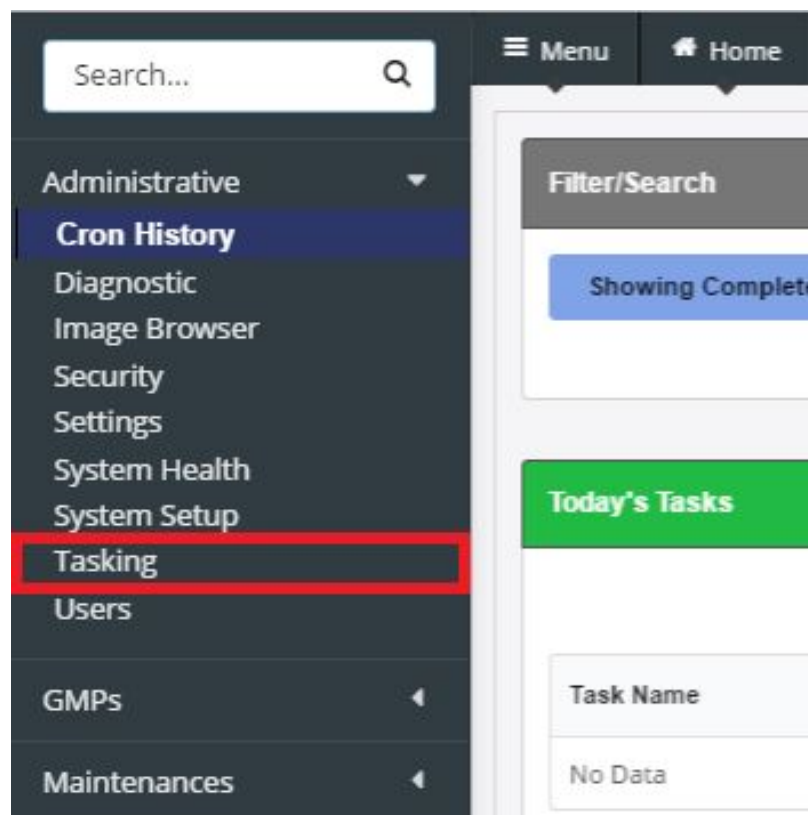 Search...
Menu
Home
Administrative
Cron History
Diagnostic
Image Browser
Security
Settings
System Health
System Setup
Tasking
Users
GMPs
Maintenances
Filter/Search
Showing
Today's Tasks
Task Name
No Data